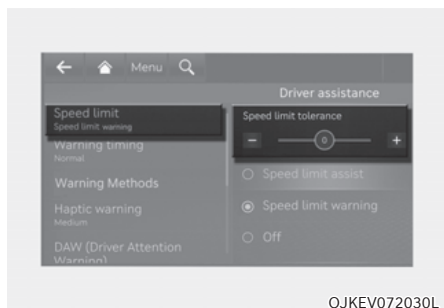 Menu
Driver assistance
Speed limit
Speed limit warning
Warning timing
Normal
Warning Methods
Haptic warning
Medium
DAW (Driver Attention
Warning)
Speed limit tolerance
− 0 +
Speed limit assist
Speed limit warning
Off
OJKEV072030L